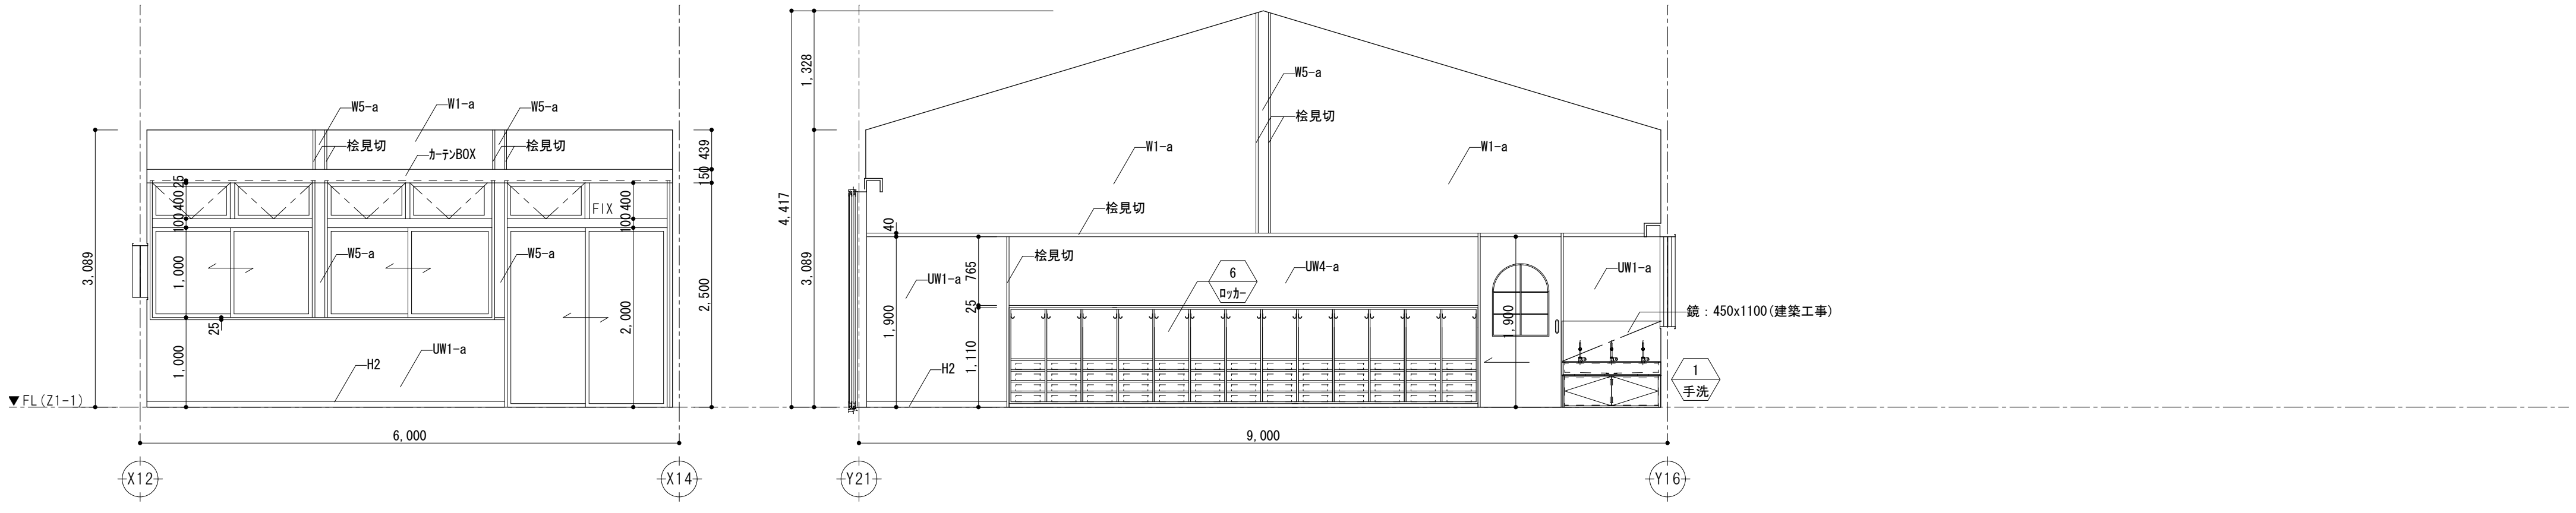 W5-a
W1-a
W5-a
桧見切
桧見切
カーテンBOX
439
150
25
400
100
1,000
25
1,000
3,089
FIX
400
100
2,000
2,500
W5-a
W5-a
H2
UW1-a
▼FL(Z1-1)
6,000
X12
X14
1,328
4,417
3,089
W5-a
桧見切
W1-a
W1-a
桧見切
40
1,900
765
25
1,110
桧見切
UW1-a
6
ロッカー
UW4-a
1,900
UW1-a
鏡：450x1100(建築工事)
H2
1
手洗
9,000
Y21
Y16